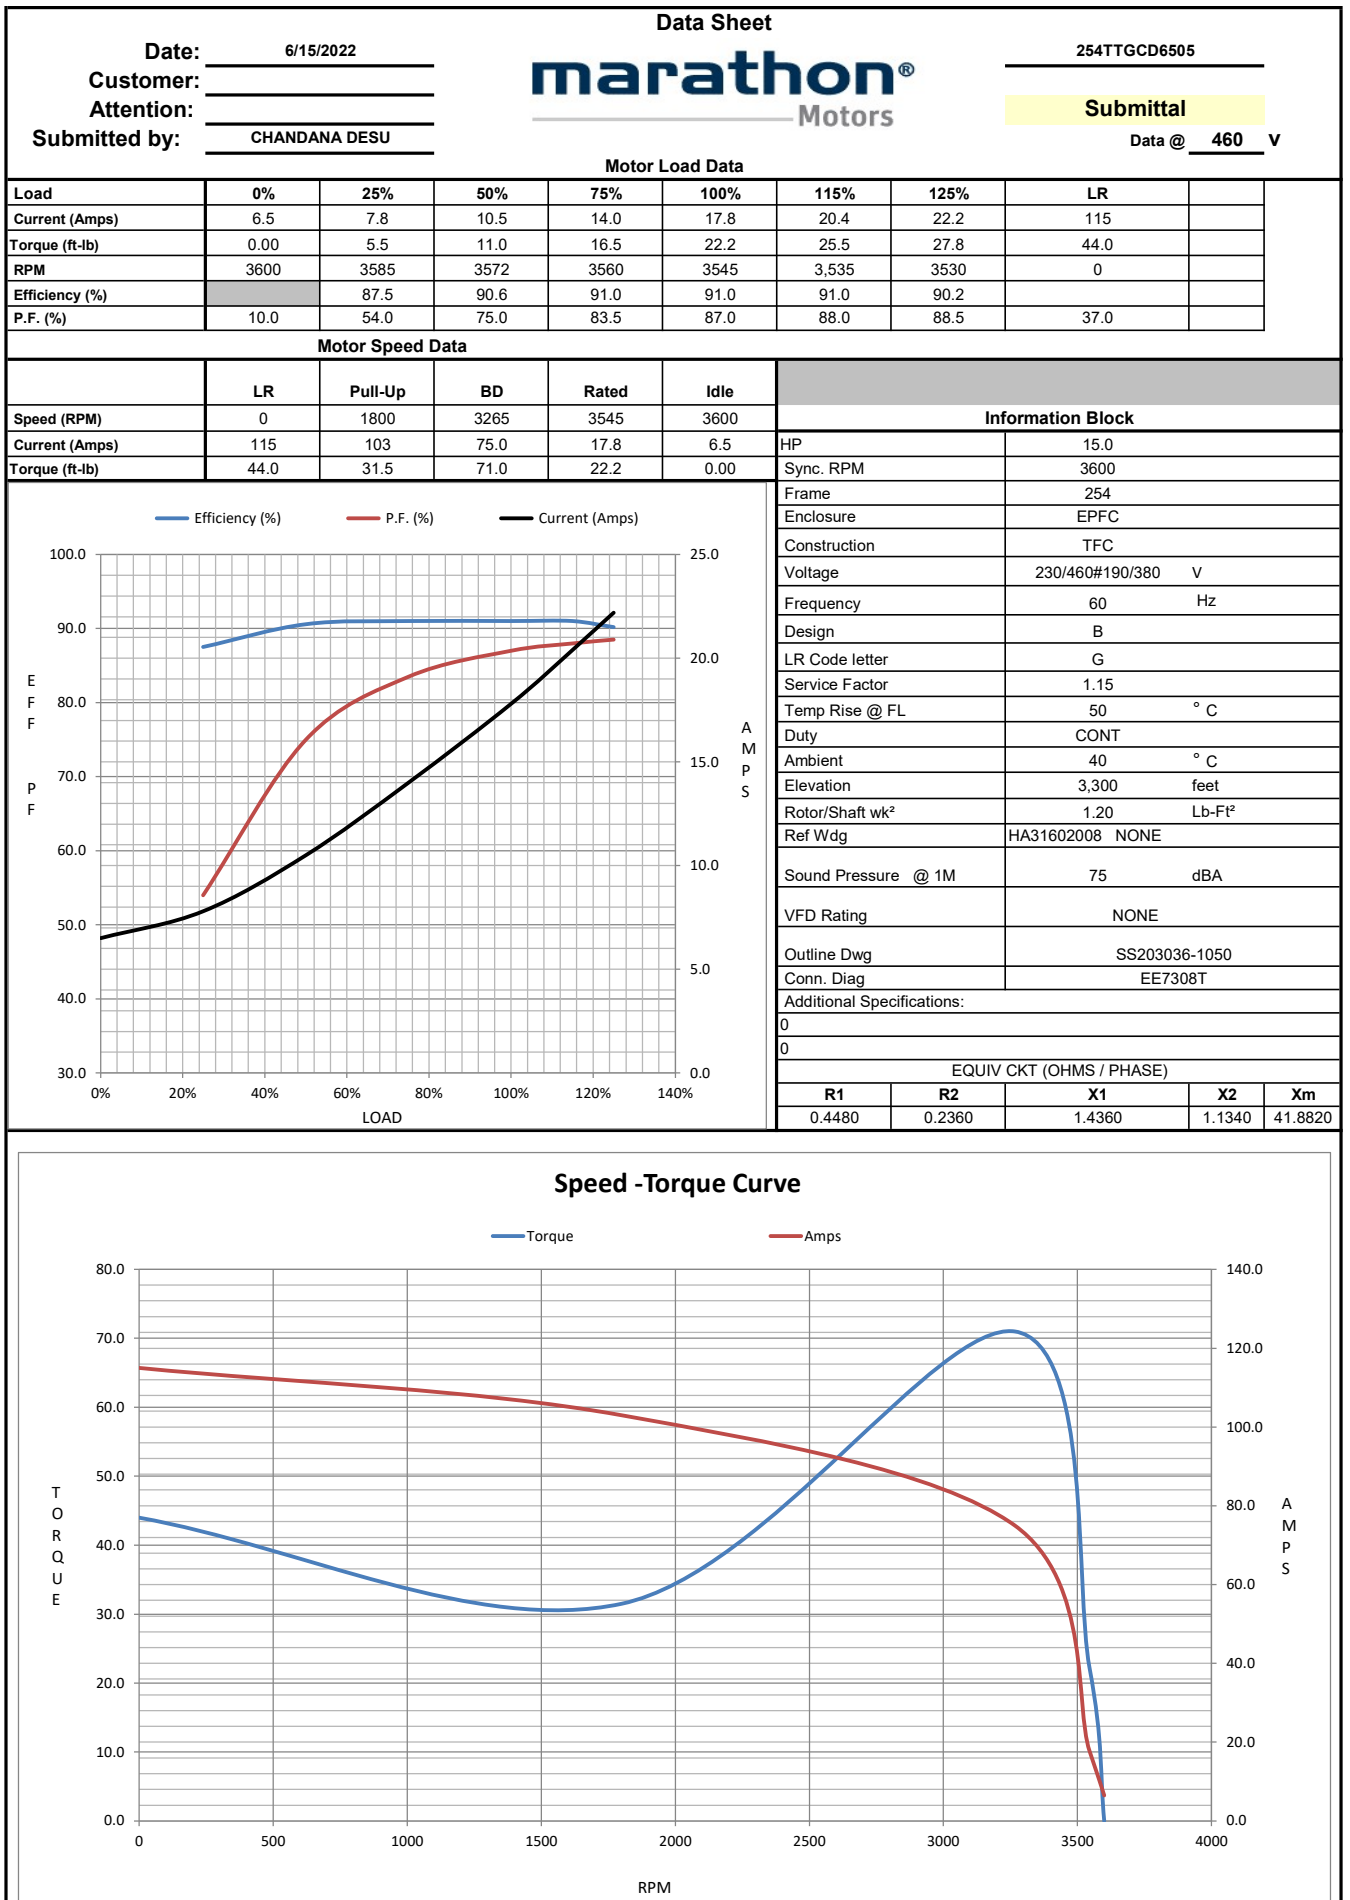 Data Sheet
Date: 6/15/2022
254TTGCD6505
Customer:
marathon®
Motors
Attention:
Submittal
Submitted by: CHANDANA DESU
Data @ 460 V
Motor Load Data
Load 0% 25% 50% 75% 100% 115% 125% LR
Current (Amps) 6.5 7.8 10.5 14.0 17.8 20.4 22.2 115
Torque (ft-lb) 0.00 5.5 11.0 16.5 22.2 25.5 27.8 44.0
RPM 3600 3585 3572 3560 3545 3,535 3530 0
Efficiency (%) 87.5 90.6 91.0 91.0 91.0 90.2
P.F. (%) 10.0 54.0 75.0 83.5 87.0 88.0 88.5 37.0
Motor Speed Data
LR Pull-Up BD Rated Idle
Speed (RPM) 0 1800 3265 3545 3600
Current (Amps) 115 103 75.0 17.8 6.5
Torque (ft-lb) 44.0 31.5 71.0 22.2 0.00
Information Block
HP 15.0
Sync. RPM 3600
Frame 254
Enclosure EPFC
Construction TFC
Voltage 230/460#190/380 V
Frequency 60 Hz
Design B
LR Code letter G
Service Factor 1.15
Temp Rise @ FL 50 ° C
Duty CONT
Ambient 40 ° C
Elevation 3,300 feet
Rotor/Shaft wk² 1.20 Lb-Ft²
Ref Wdg HA31602008 NONE
Sound Pressure @ 1M 75 dBA
VFD Rating NONE
Outline Dwg SS203036-1050
Conn. Diag EE7308T
Additional Specifications:
0
0
EQUIV CKT (OHMS / PHASE)
R1 R2 X1 X2 Xm
0.4480 0.2360 1.4360 1.1340 41.8820
Efficiency (%) P.F. (%) Current (Amps)
100.0
90.0
80.0
70.0
60.0
50.0
40.0
30.0
EFF PF
25.0
20.0
15.0
10.0
5.0
0.0
AMPS
0% 20% 40% 60% 80% 100% 120% 140%
LOAD
Speed -Torque Curve
Torque Amps
80.0
70.0
60.0
50.0
40.0
30.0
20.0
10.0
0.0
TORQUE
140.0
120.0
100.0
80.0
60.0
40.0
20.0
0.0
AMPS
0 500 1000 1500 2000 2500 3000 3500 4000
RPM